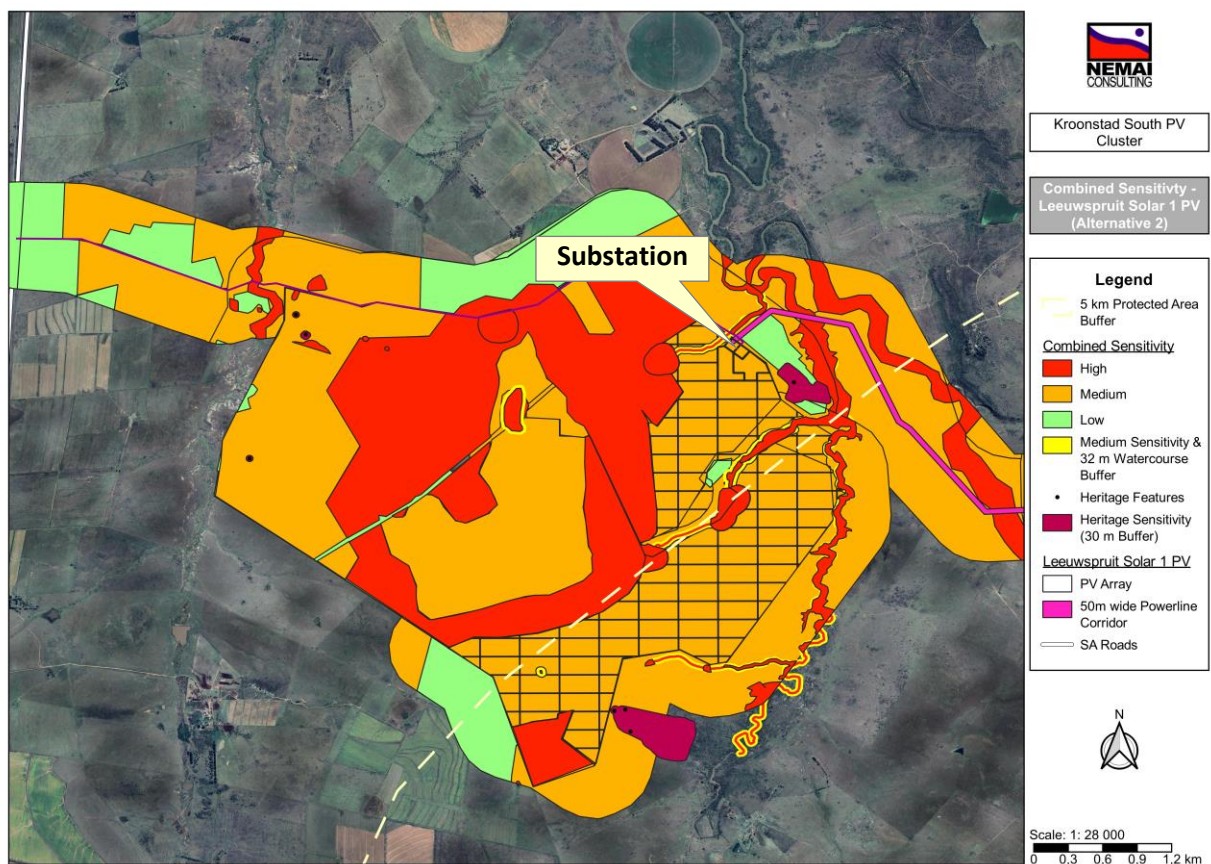 Substation
NEMAI
CONSULTING
Kroonstad South PV
Cluster
Combined Sensitivty -
Leeuwspruit Solar 1 PV
(Alternative 2)
Legend
5 km Protected Area
Buffer
Combined Sensitivity
High
Medium
Low
Medium Sensitivity &
32 m Watercourse
Buffer
Heritage Features
Heritage Sensitivity
(30 m Buffer)
Leeuwspruit Solar 1 PV
PV Array
50m wide Powerline
Corridor
SA Roads
N
Scale: 1: 28 000
0 0.3 0.6 0.9 1.2 km